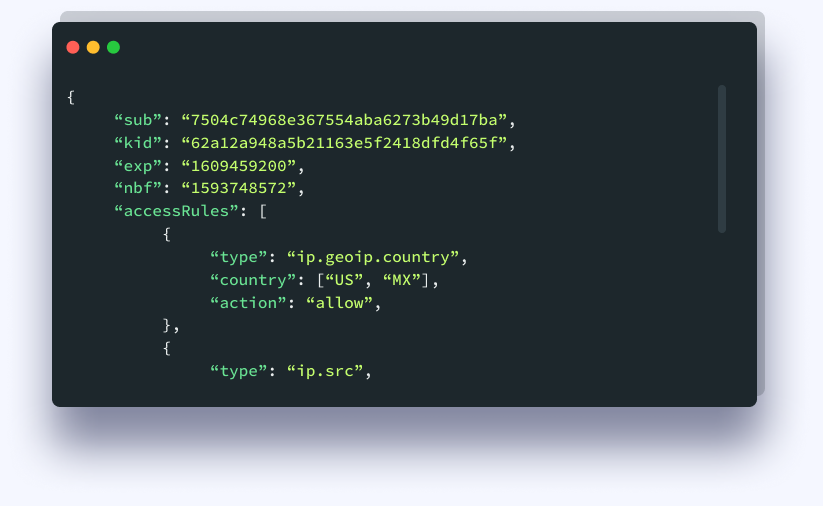 {
“sub”: “7504c74968e367554aba6273b49d17ba”,
“kid”: “62a12a948a5b21163e5f2418dfd4f65f”,
“exp”: “1609459200”,
“nbf”: “1593748572”,
“accessRules”: [
{
“type”: “ip.geoip.country”,
“country”: [“US”, “MX”],
“action”: “allow”,
},
{
“type”: “ip.src”,